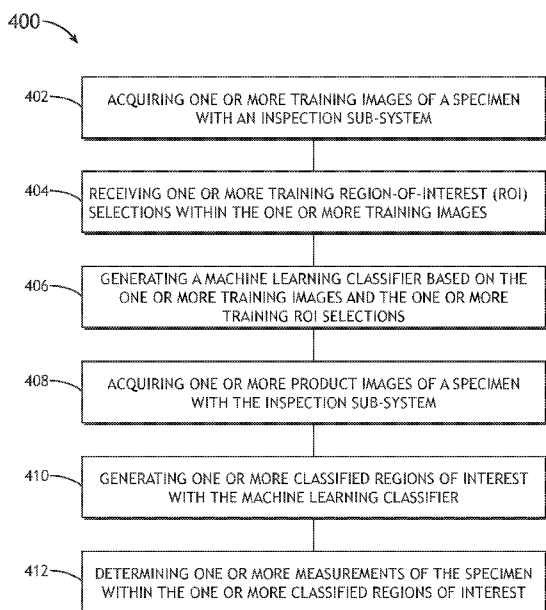 400
402
ACQUIRING ONE OR MORE TRAINING IMAGES OF A SPECIMEN
WITH AN INSPECTION SUB-SYSTEM
404
RECEIVING ONE OR MORE TRAINING REGION-OF-INTEREST (ROI)
SELECTIONS WITHIN THE ONE OR MORE TRAINING IMAGES
406
GENERATING A MACHINE LEARNING CLASSIFIER BASED ON THE
ONE OR MORE TRAINING IMAGES AND THE ONE OR MORE
TRAINING ROI SELECTIONS
408
ACQUIRING ONE OR MORE PRODUCT IMAGES OF A SPECIMEN
WITH THE INSPECTION SUB-SYSTEM
410
GENERATING ONE OR MORE CLASSIFIED REGIONS OF INTEREST
WITH THE MACHINE LEARNING CLASSIFIER
412
DETERMINING ONE OR MORE MEASUREMENTS OF THE SPECIMEN
WITHIN THE ONE OR MORE CLASSIFIED REGIONS OF INTEREST